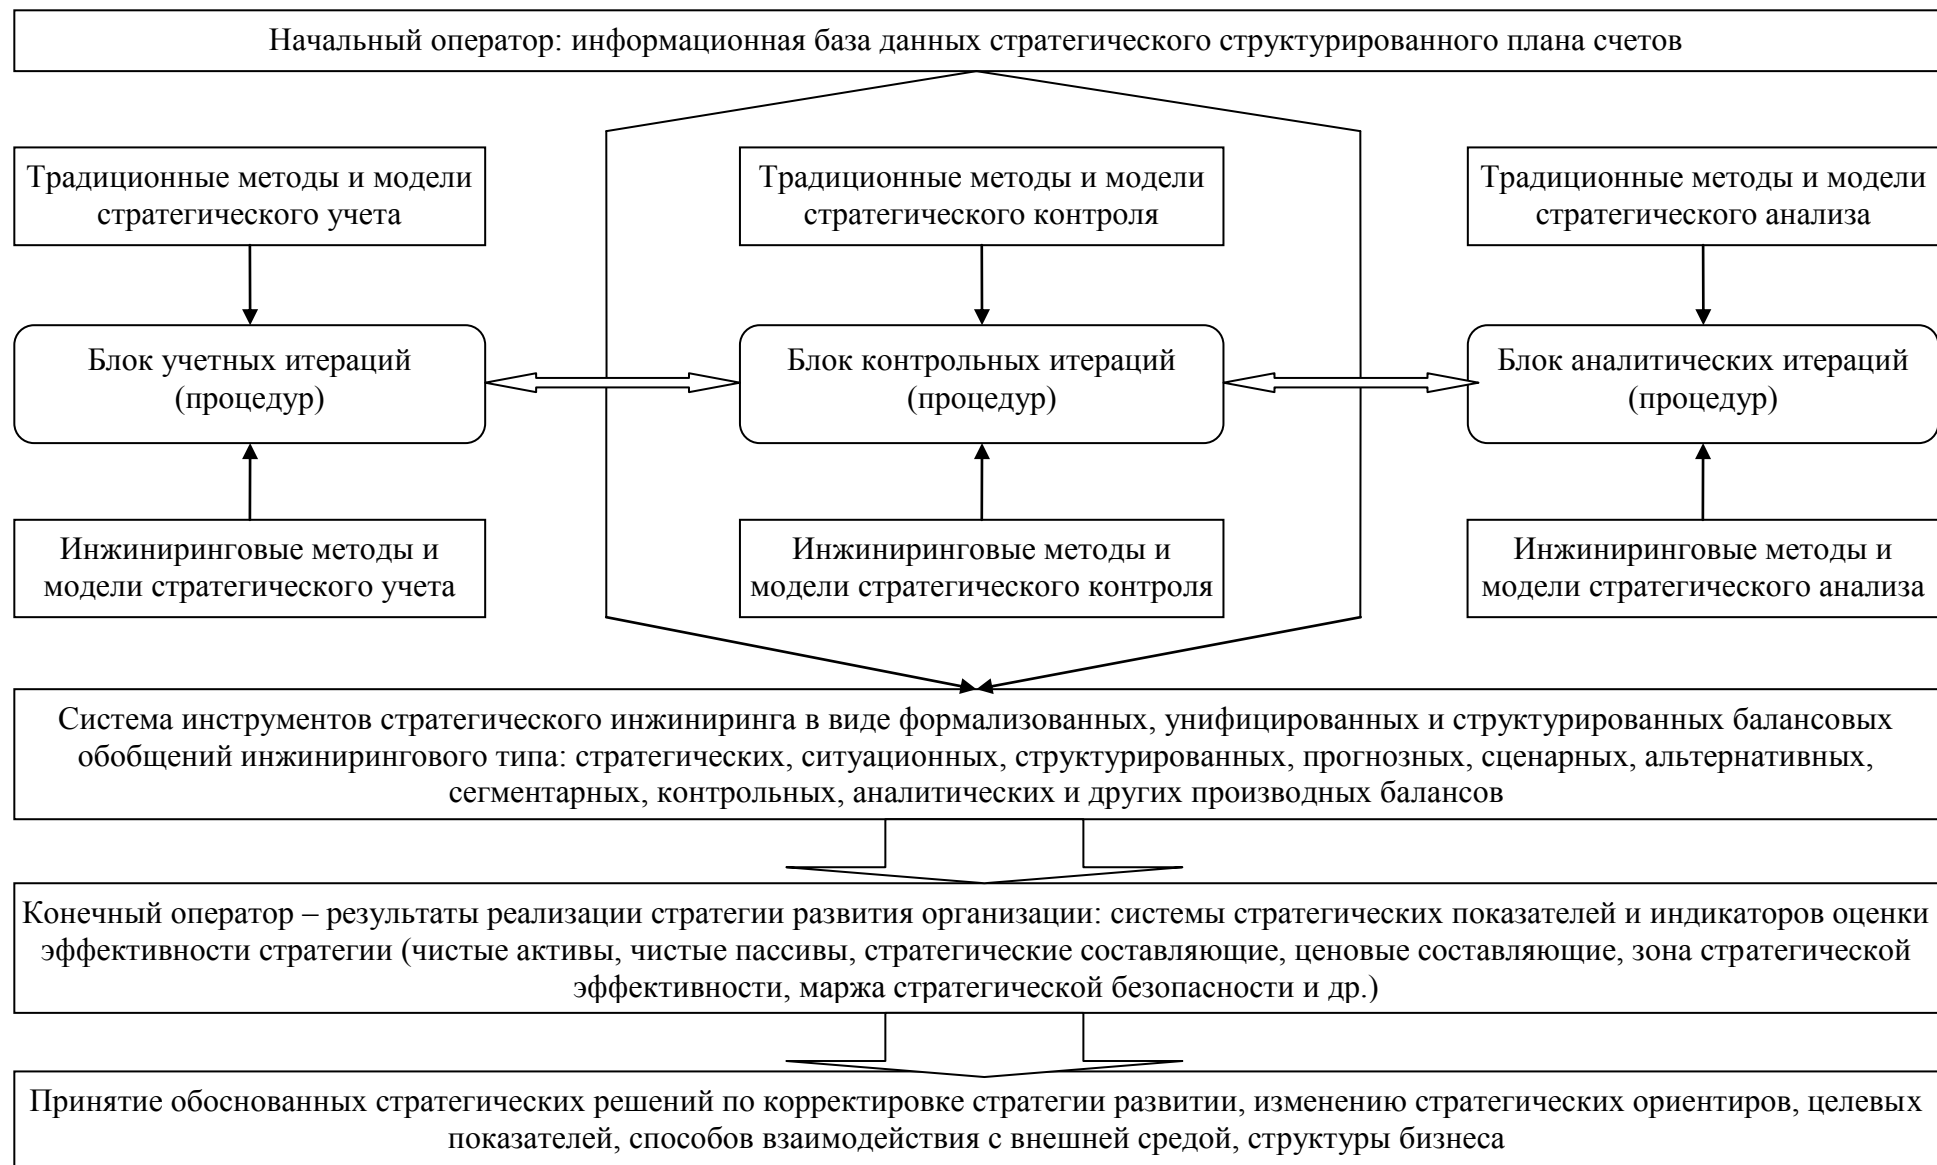 Начальный оператор: информационная база данных стратегического структурированного плана счетов
Традиционные методы и модели
стратегического учета
Традиционные методы и модели
стратегического контроля
Традиционные методы и модели
стратегического анализа
Блок учетных итераций
(процедур)
Блок контрольных итераций
(процедур)
Блок аналитических итераций
(процедур)
Инжиниринговые методы и
модели стратегического учета
Инжиниринговые методы и
модели стратегического контроля
Инжиниринговые методы и
модели стратегического анализа
Система инструментов стратегического инжиниринга в виде формализованных, унифицированных и структурированных балансовых
обобщений инжинирингового типа: стратегических, ситуационных, структурированных, прогнозных, сценарных, альтернативных,
сегментарных, контрольных, аналитических и других производных балансов
Конечный оператор – результаты реализации стратегии развития организации: системы стратегических показателей и индикаторов оценки
эффективности стратегии (чистые активы, чистые пассивы, стратегические составляющие, ценовые составляющие, зона стратегической
эффективности, маржа стратегической безопасности и др.)
Принятие обоснованных стратегических решений по корректировке стратегии развитии, изменению стратегических ориентиров, целевых
показателей, способов взаимодействия с внешней средой, структуры бизнеса